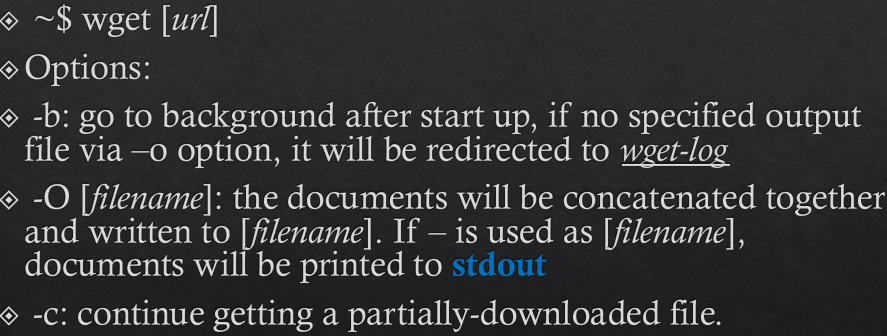 ~$ wget [url]
Options:
-b: go to background after start up, if no specified output
file via –o option, it will be redirected to wget-log
-O [filename]: the documents will be concatenated together
and written to [filename]. If – is used as [filename],
documents will be printed to stdout
-c: continue getting a partially-downloaded file.